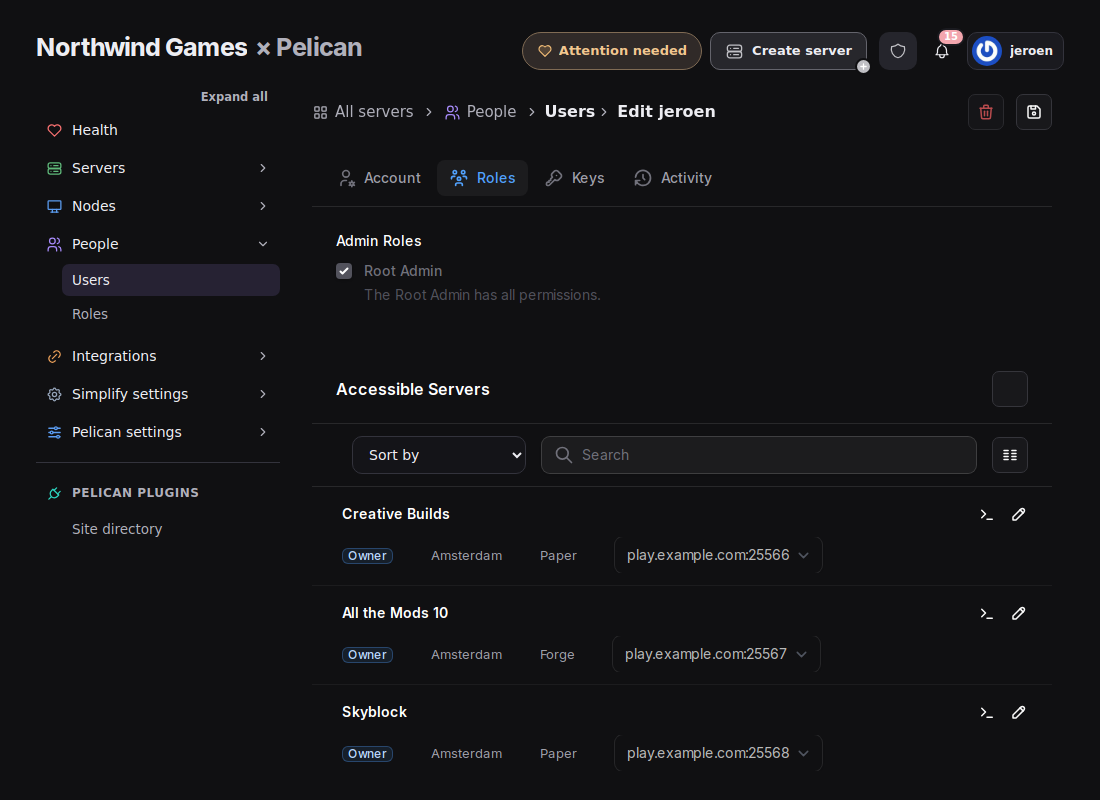 Northwind Games × Pelican
Attention needed
Create server
15
jeroen
Expand all
Health
Servers
Nodes
People
Users
Roles
Integrations
Simplify settings
Pelican settings
PELICAN PLUGINS
Site directory
All servers > People > Users > Edit jeroen
Account Roles Keys Activity
Admin Roles
Root Admin
The Root Admin has all permissions.
Accessible Servers
Sort by
Search
Creative Builds
Owner Amsterdam Paper play.example.com:25566
All the Mods 10
Owner Amsterdam Forge play.example.com:25567
Skyblock
Owner Amsterdam Paper play.example.com:25568